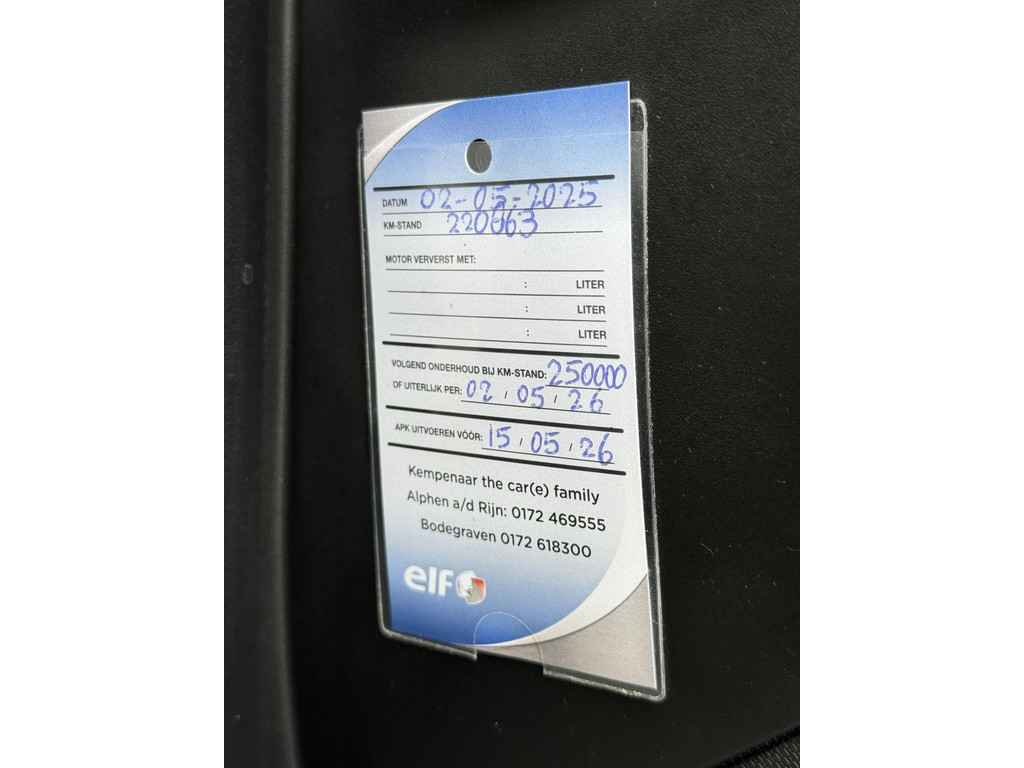 DATUM 02-05-2025
KM-STAND 220063
MOTOR VERVERST MET:
: LITER
: LITER
: LITER
VOLGEND ONDERHOUD BIJ KM-STAND: 250000
OF UITERLIJK PER: 02 / 05 / 26
APK UITVOEREN VÓÓR: 15 / 05 / 26
Kempenaar the car(e) family
Alphen a/d Rijn: 0172 469555
Bodegraven 0172 618300
elf